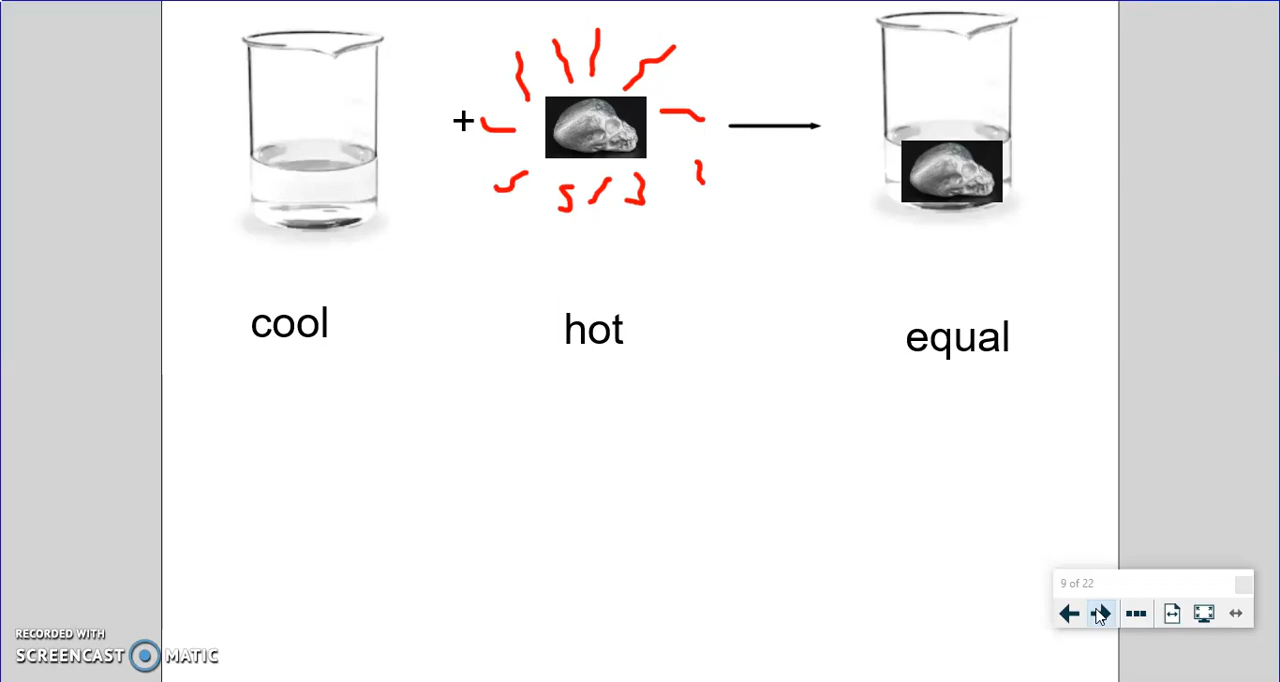 +
cool
hot
equal
9 of 22
RECORDED WITH
SCREENCAST MATIC